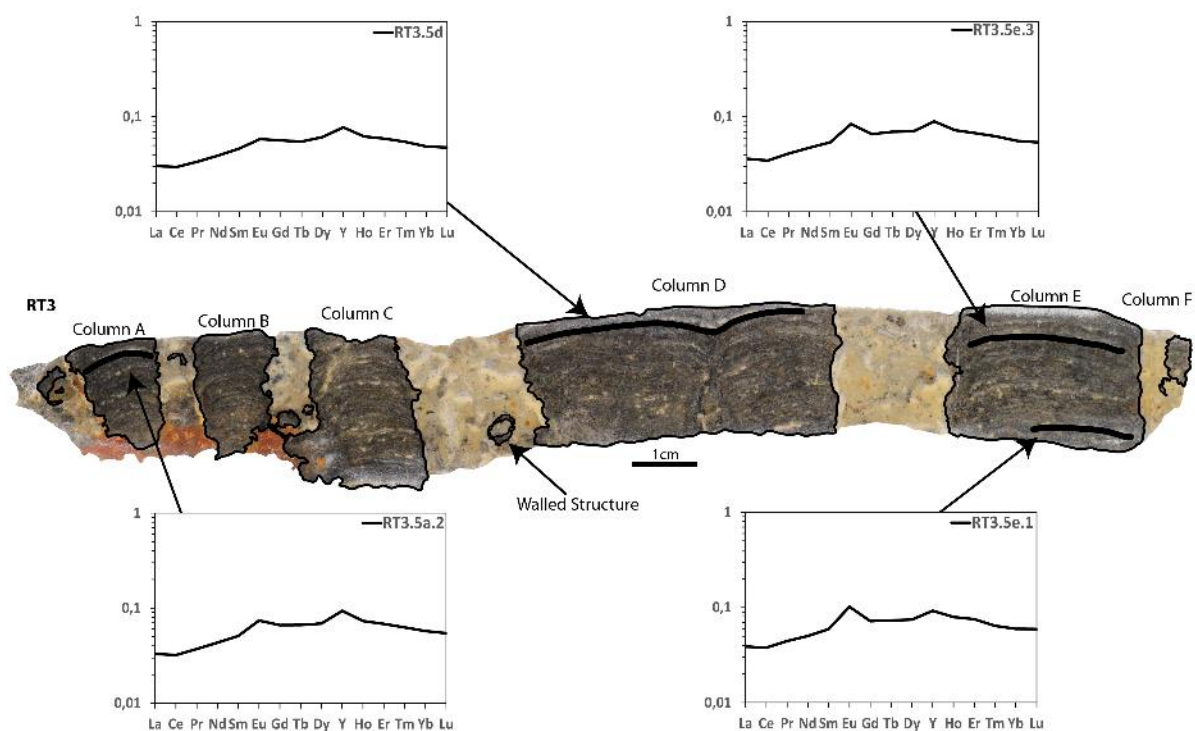 1
RT3.5d
0,1
0,01
La Ce Pr Nd Sm Eu Gd Tb Dy Y Ho Er Tm Yb Lu
1
RT3.5e.3
0,1
0,01
La Ce Pr Nd Sm Eu Gd Tb Dy Y Ho Er Tm Yb Lu
RT3
Column A
Column B
Column C
Column D
Column E
Column F
1cm
Walled Structure
1
RT3.5a.2
0,1
0,01
La Ce Pr Nd Sm Eu Gd Tb Dy Y Ho Er Tm Yb Lu
1
RT3.5e.1
0,1
0,01
La Ce Pr Nd Sm Eu Gd Tb Dy Y Ho Er Tm Yb Lu